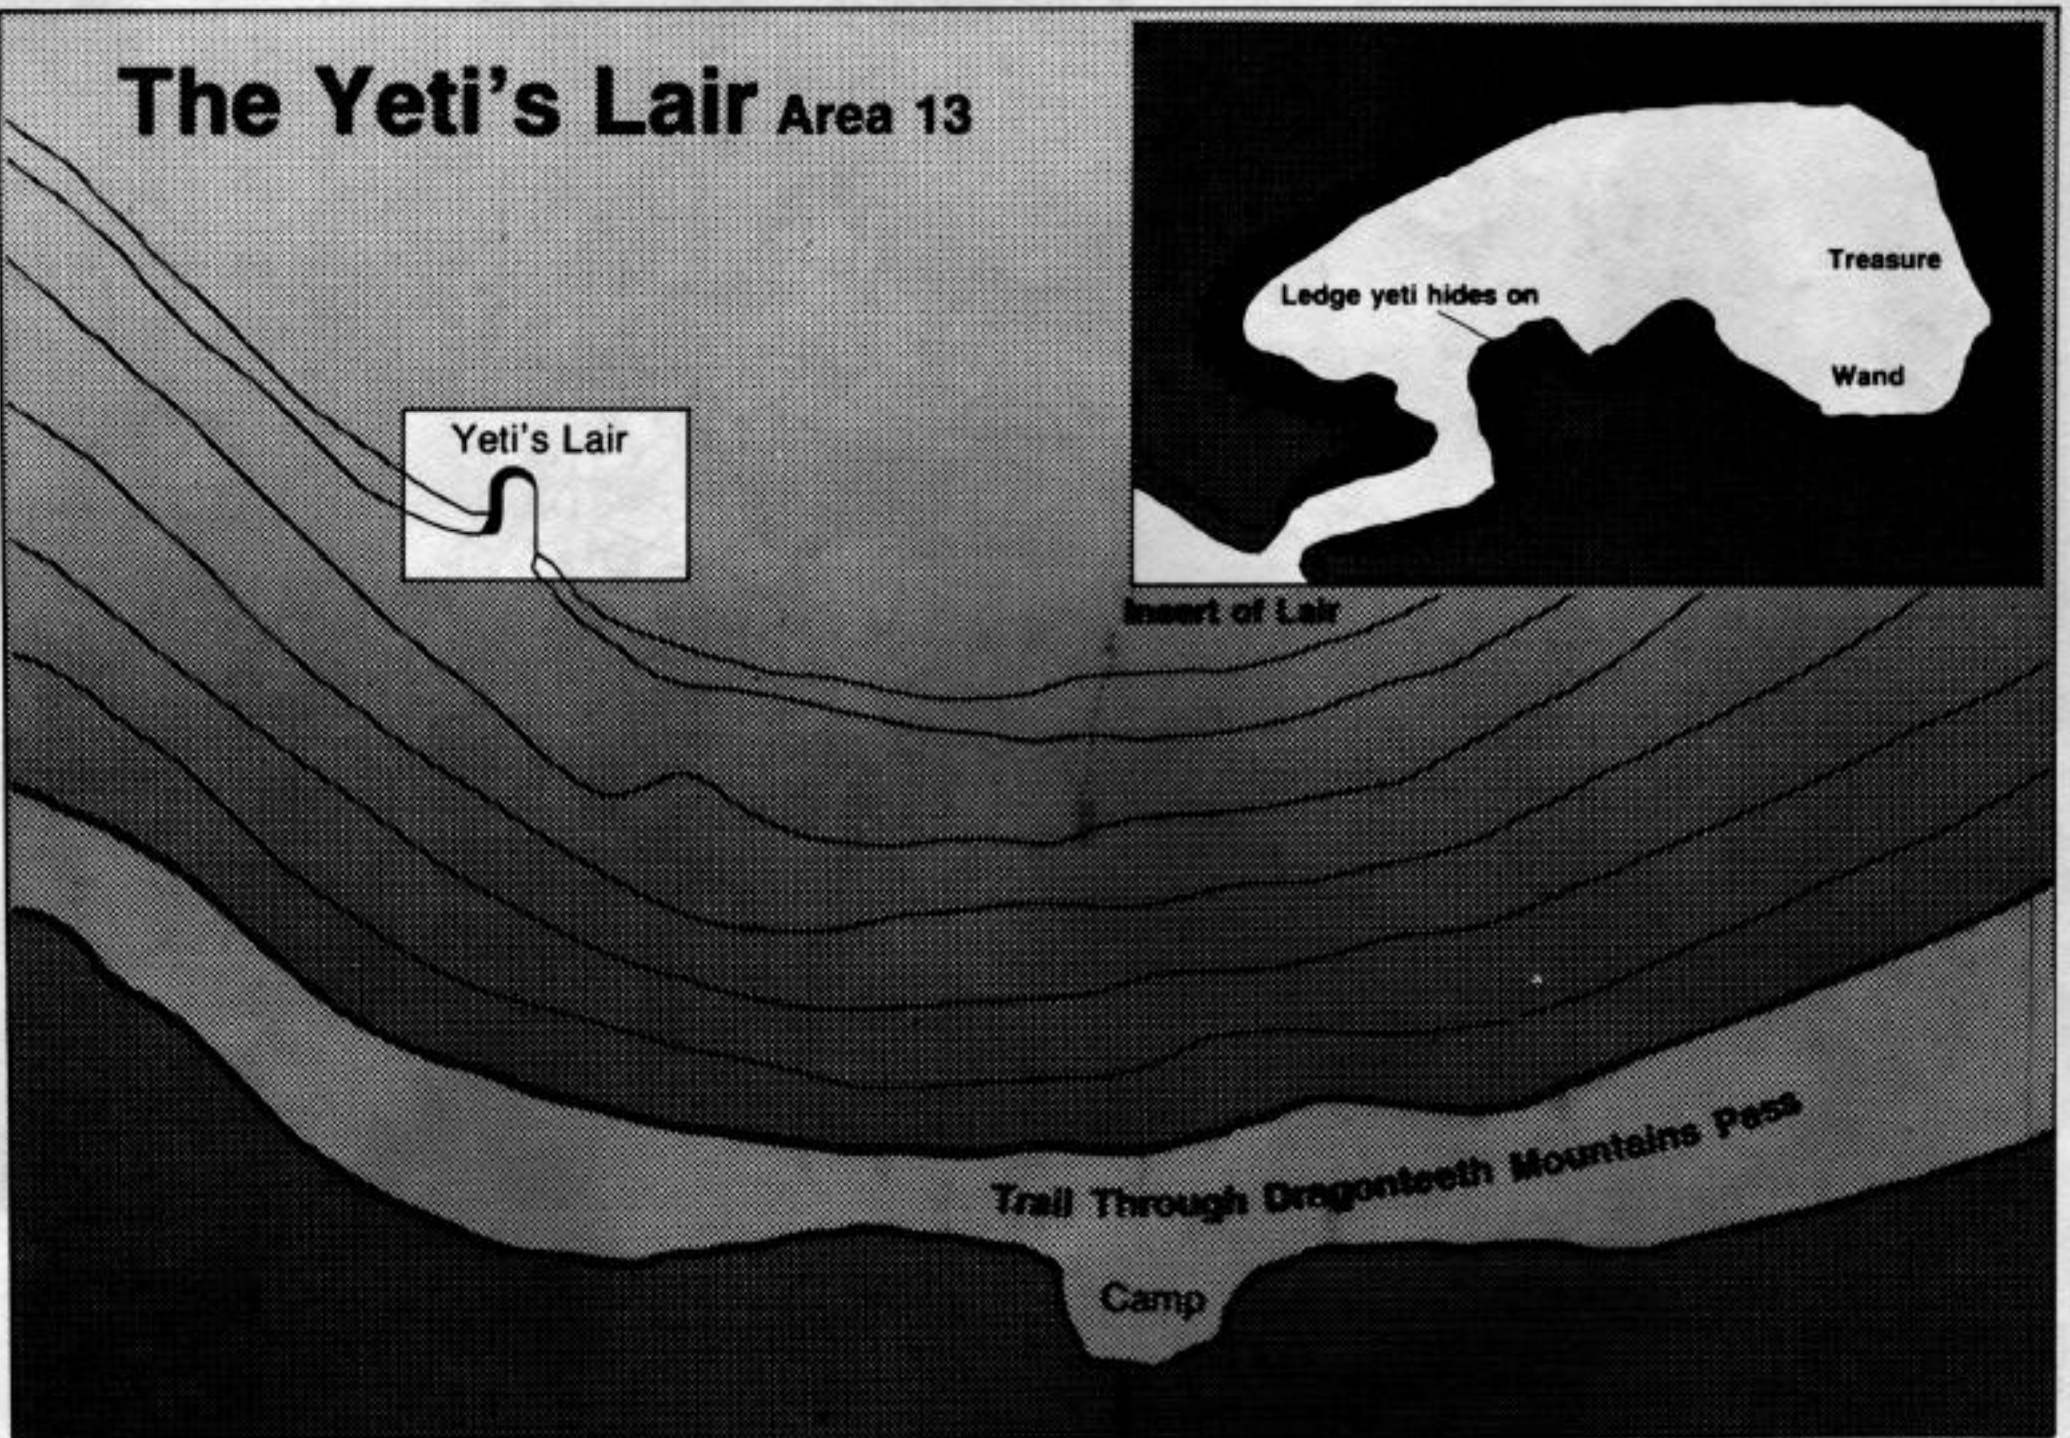 The Yeti's Lair Area 13
Treasure
Ledge yeti hides on
Wand
Yeti's Lair
Insert of Lair
Trail Through Dragonteeth Mountains Pass
Camp